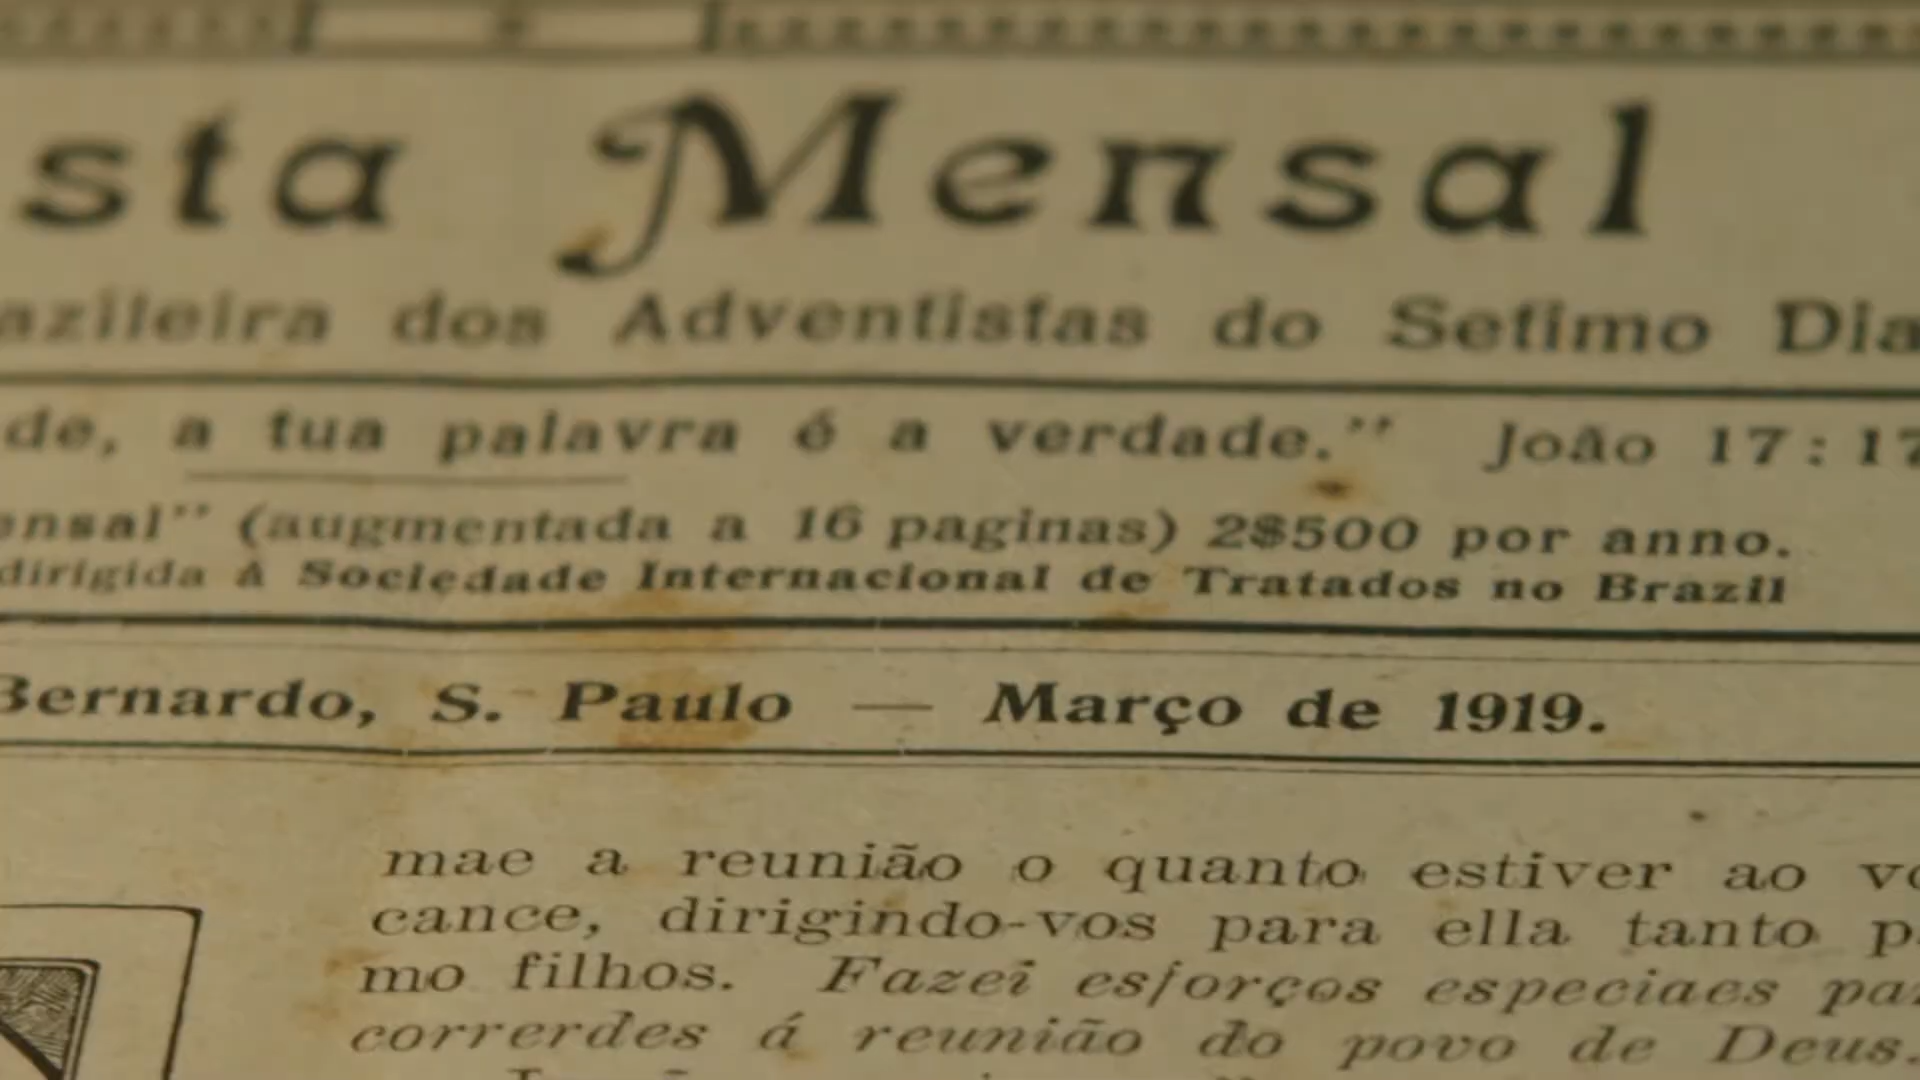 sta Mensal
azileira dos Adventistas do Setimo Dia
de, a tua palavra é a verdade." João 17:17
ensal" (augmentada a 16 paginas) 2$500 por anno.
dirigida á Sociedade Internacional de Tratados no Brazil
Bernardo, S. Paulo — Março de 1919.
mae a reunião o quanto estiver ao vo
cance, dirigindo-vos para ella tanto p
mo filhos. Fazei esforços especiaes par
correrdes á reunião do povo de Deus.